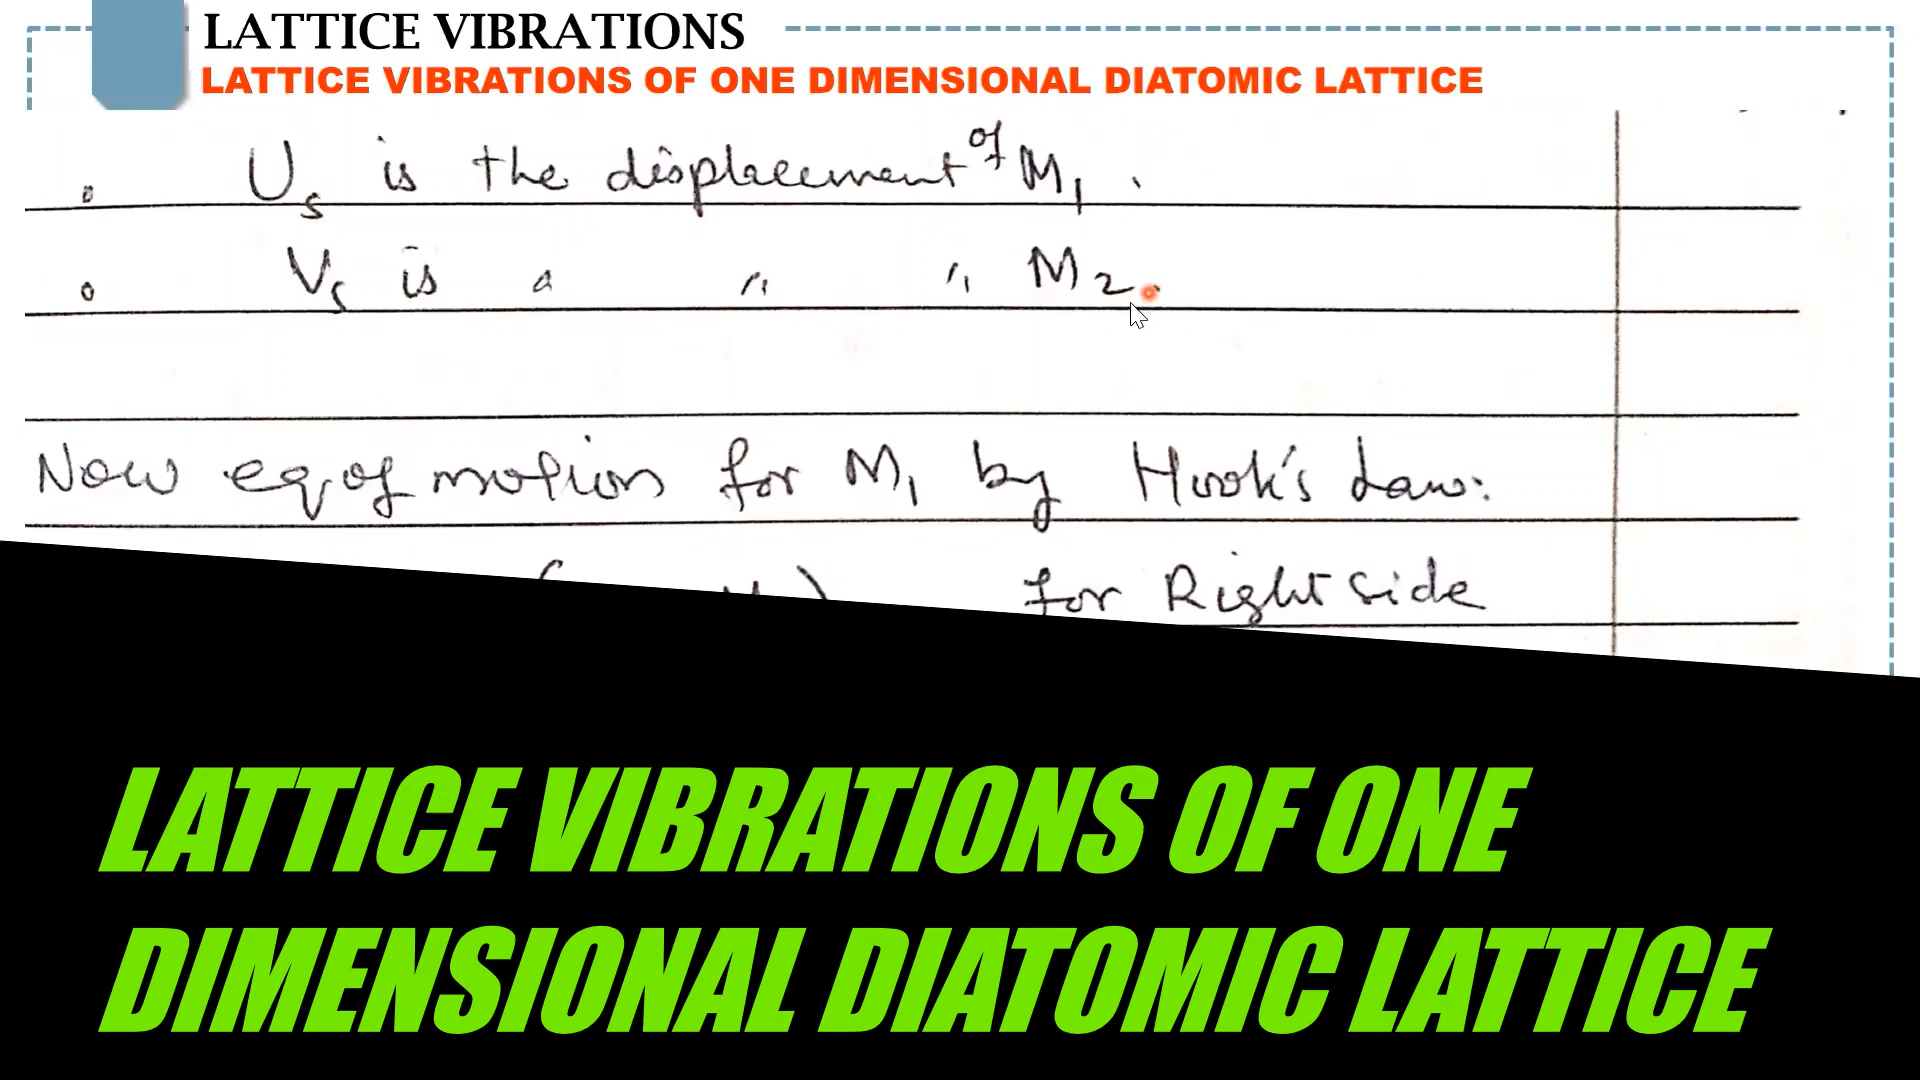 LATTICE VIBRATIONS
LATTICE VIBRATIONS OF ONE DIMENSIONAL DIATOMIC LATTICE
Us is the displacement of M1.
Vs is " " " M2.
Now eq of motion for M1 by Hook's Law:
for Right side
LATTICE VIBRATIONS OF ONE
DIMENSIONAL DIATOMIC LATTICE